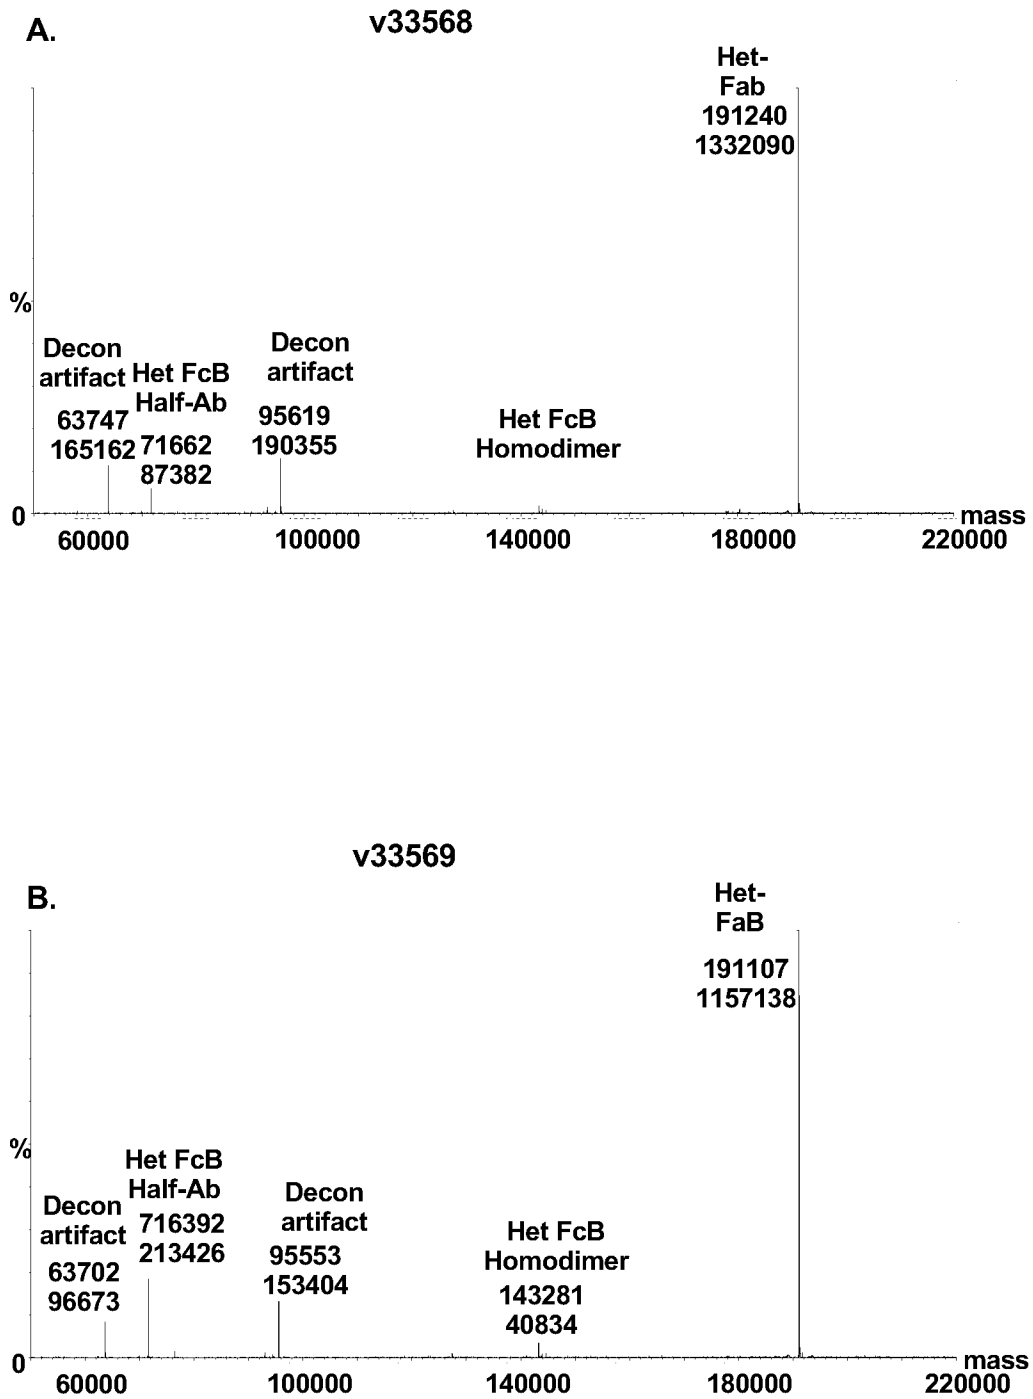 A.
v33568
Het-
Fab
191240
1332090
%
Decon
artifact
63747
165162
Het FcB
Half-Ab
71662
87382
Decon
artifact
95619
190355
Het FcB
Homodimer
0
mass
60000 100000 140000 180000 220000
v33569
B.
Het-
FaB
191107
1157138
%
Decon
artifact
63702
96673
Het FcB
Half-Ab
716392
213426
Decon
artifact
95553
153404
Het FcB
Homodimer
143281
40834
0
mass
60000 100000 140000 180000 220000